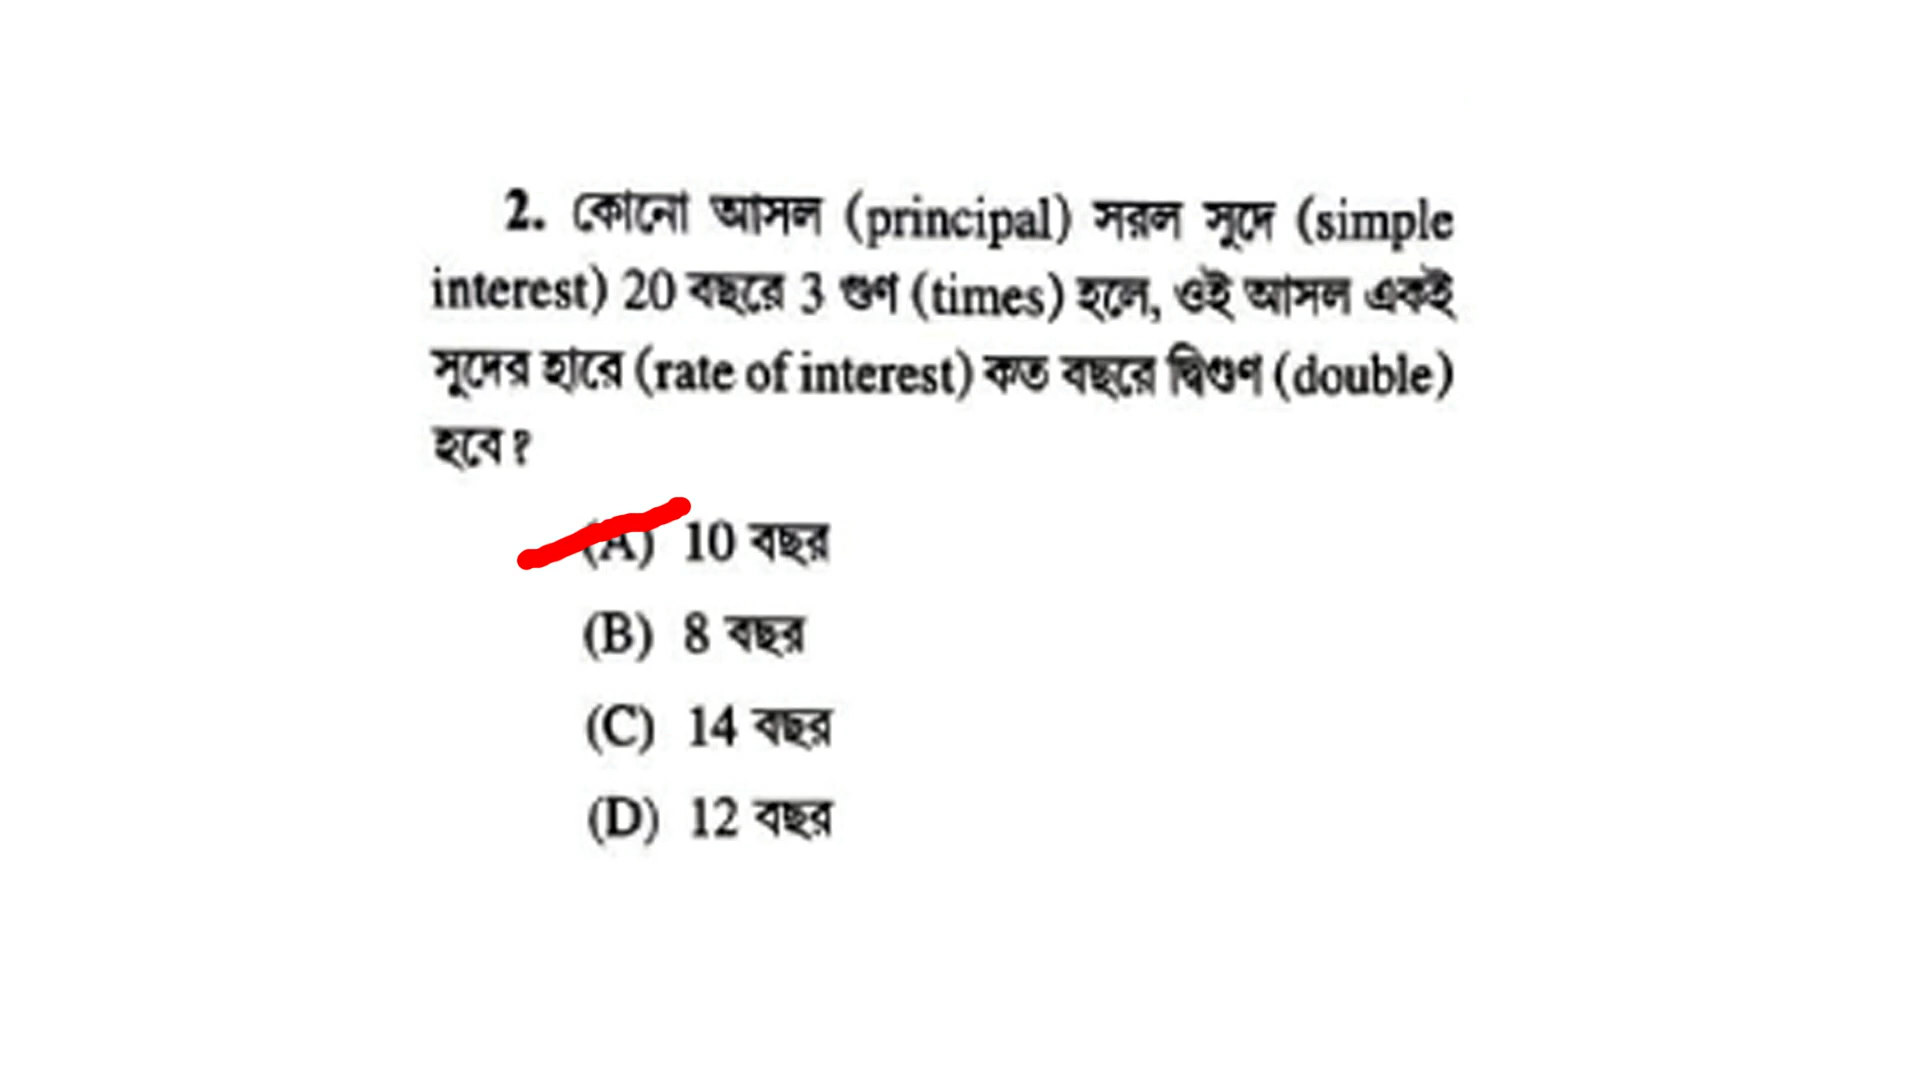 2. কোনো আসল (principal) সরল সুদে (simple
interest) 20 বছরে 3 গুণ (times) হলে, ওই আসল একই
সুদের হারে (rate of interest) কত বছরে দ্বিগুণ (double)
হবে ?
(A) 10 বছর
(B) 8 বছর
(C) 14 বছর
(D) 12 বছর